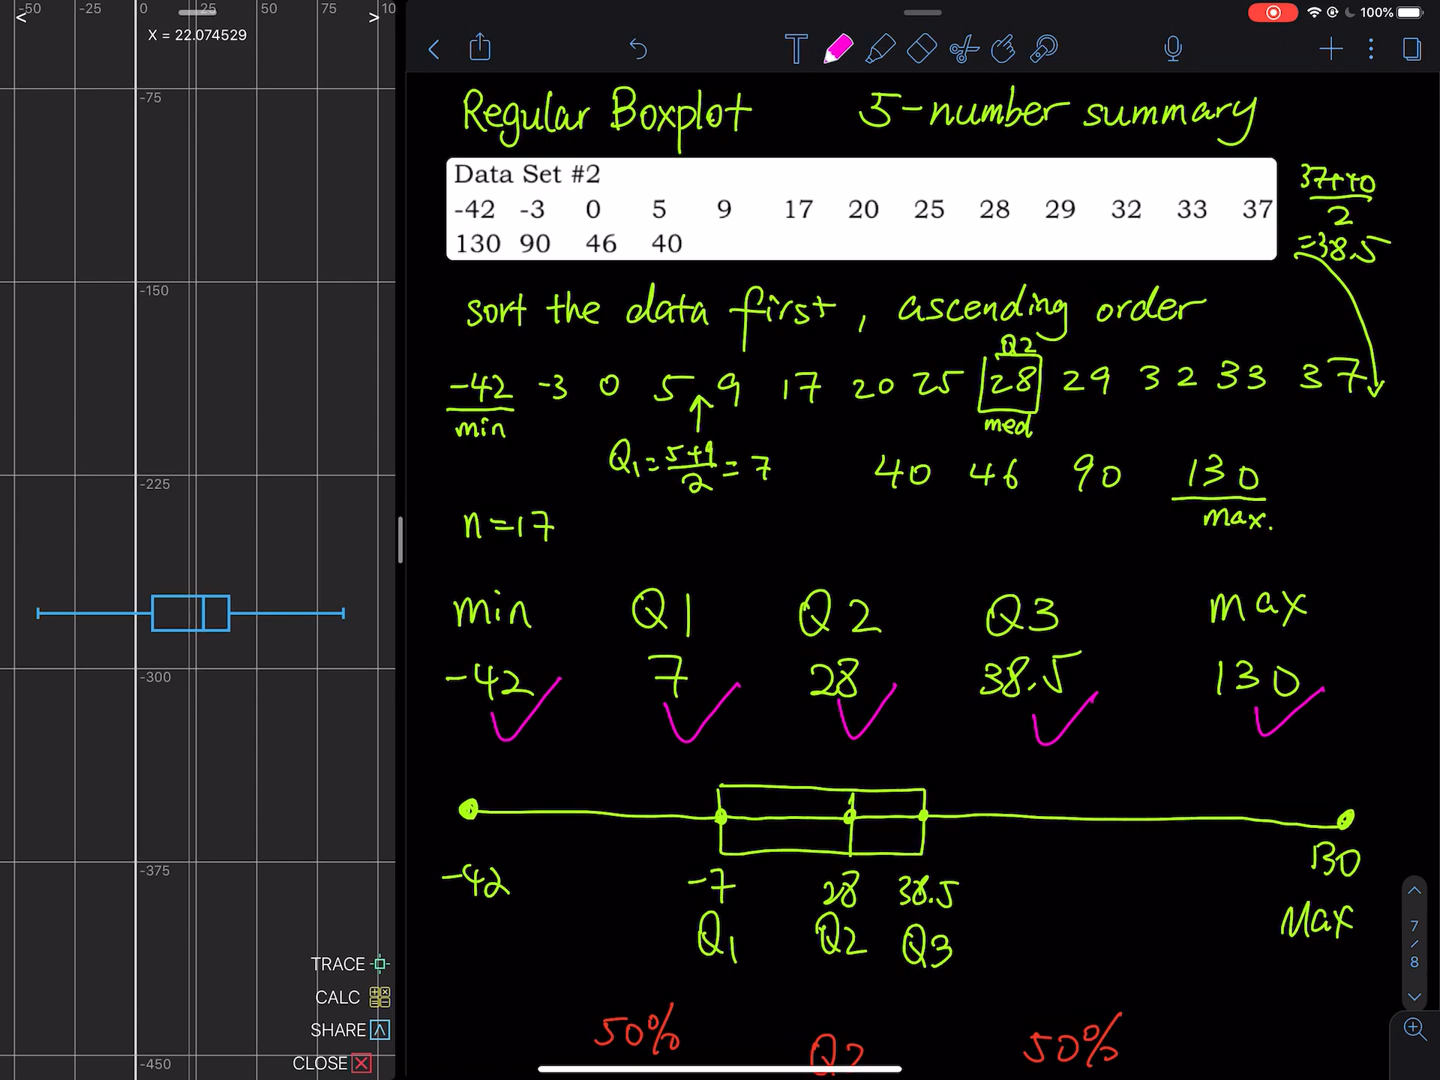 -50 -25 0 25 50 75 10
< >
X = 22.074529
-75
-150
-225
-300
-375
-450
TRACE
CALC
SHARE
CLOSE
100%
T
Regular Boxplot 5-number summary
Data Set #2
-42 -3 0 5 9 17 20 25 28 29 32 33 37
130 90 46 40
37+40
2
=38.5
sort the data first, ascending order
Q2
-42 -3 0 5 9 17 20 25 28 29 32 33 37
min med
Q1 = 5+9 = 7
2
40 46 90 130
max.
n=17
min Q1 Q2 Q3 max
-42 7 28 38.5 130
-42 -7 28 38.5 130
Q1 Q2 Q3 Max
50% Q2 50%
7
/
8